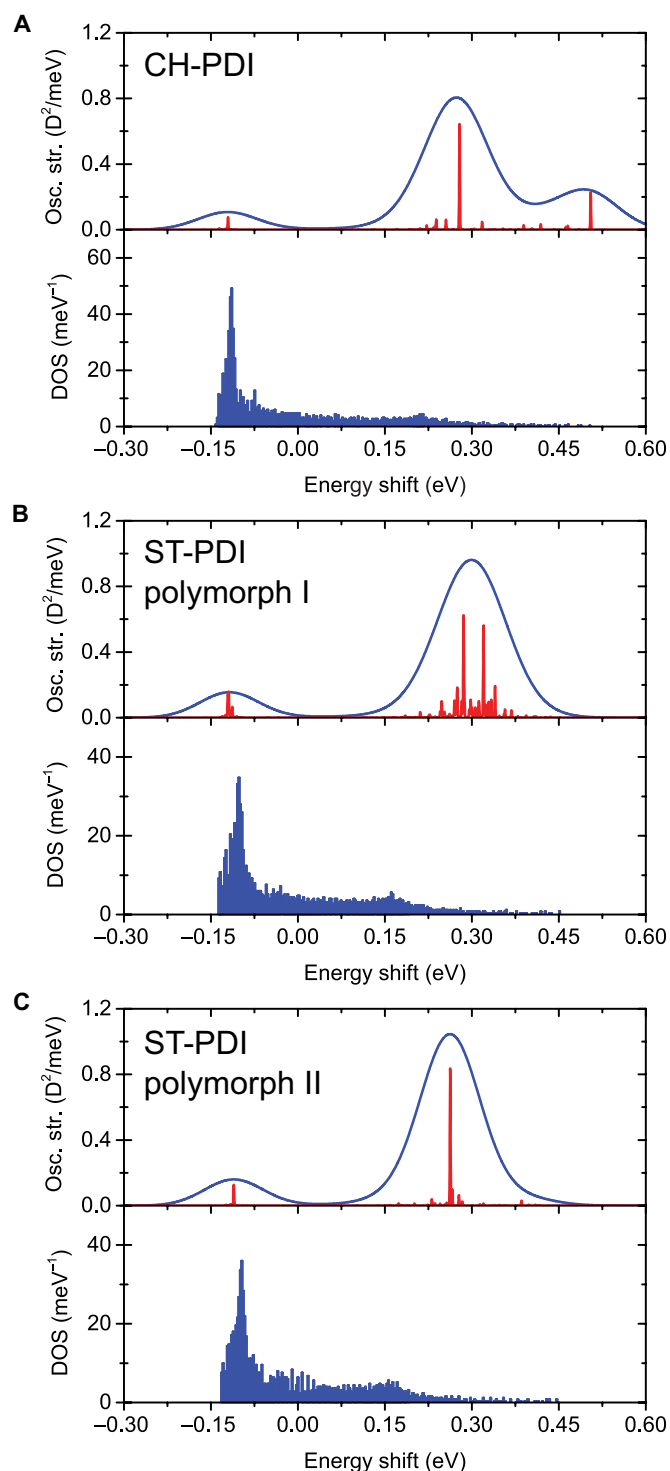 A
CH-PDI
Osc. str. (D²/meV)
1.2
0.8
0.4
0.0
DOS (meV⁻¹)
60
40
20
0
−0.30 −0.15 0.00 0.15 0.30 0.45 0.60
Energy shift (eV)
B
ST-PDI
polymorph I
Osc. str. (D²/meV)
1.2
0.8
0.4
0.0
DOS (meV⁻¹)
40
20
0
−0.30 −0.15 0.00 0.15 0.30 0.45 0.60
Energy shift (eV)
C
ST-PDI
polymorph II
Osc. str. (D²/meV)
1.2
0.8
0.4
0.0
DOS (meV⁻¹)
40
20
0
−0.30 −0.15 0.00 0.15 0.30 0.45 0.60
Energy shift (eV)